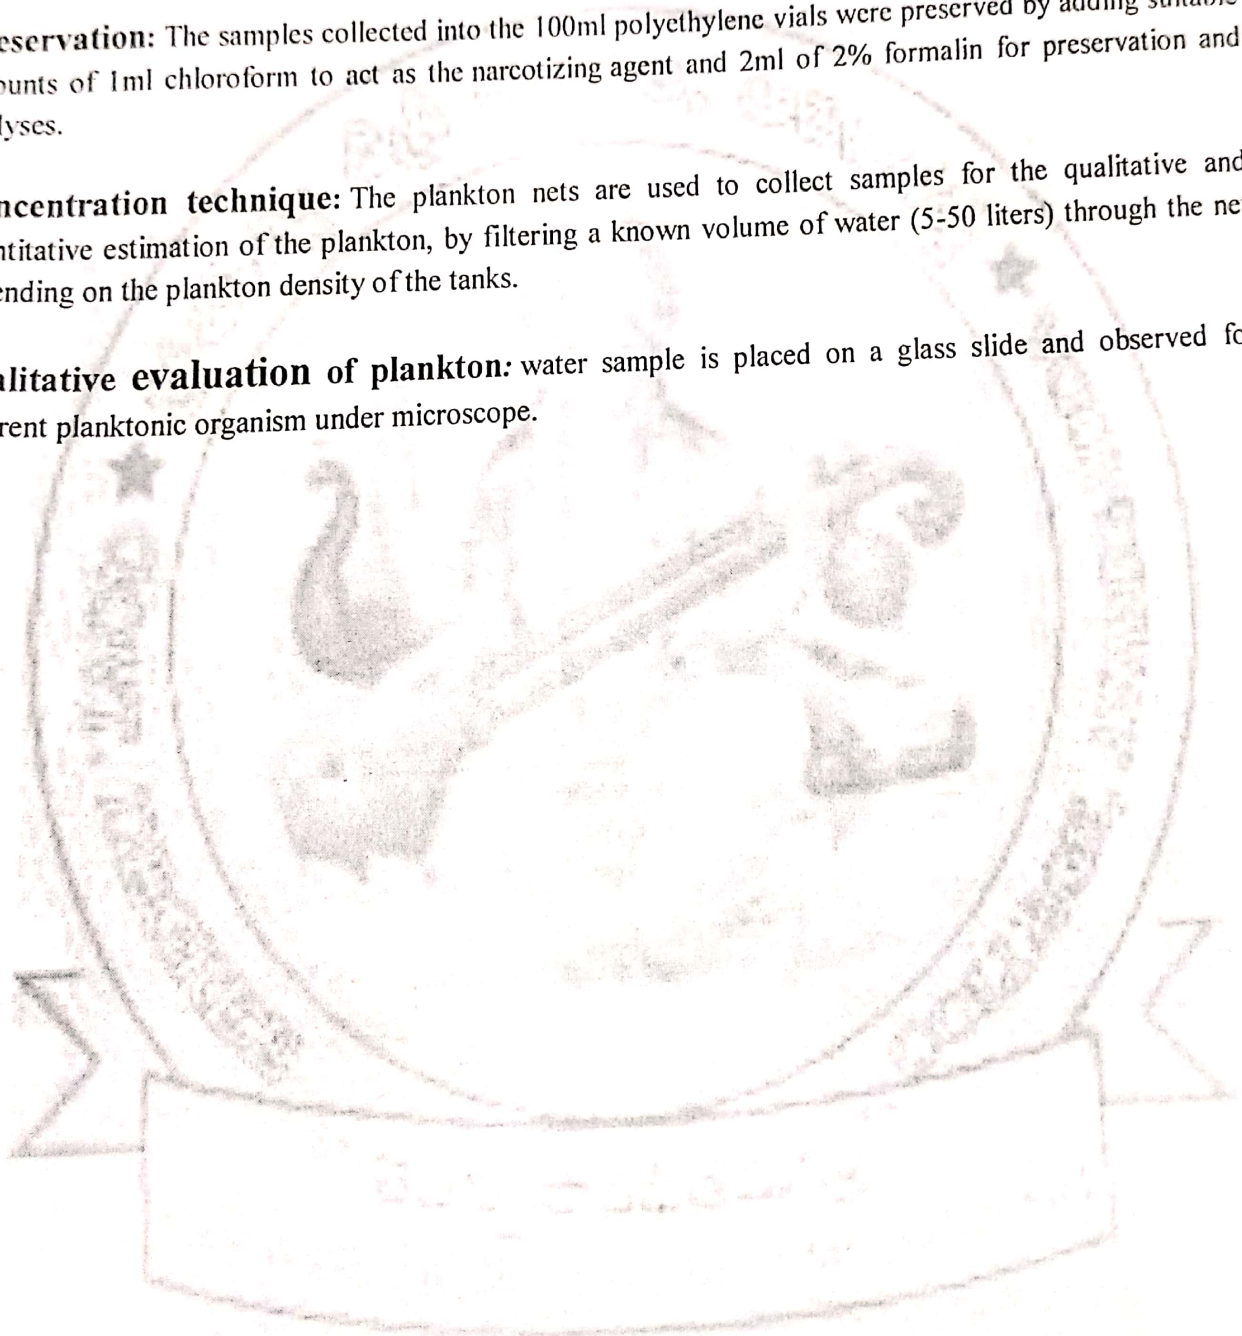 eservation: The samples collected into the 100ml polyethylene vials were preserved by adding suitable
ounts of 1ml chloroform to act as the narcotizing agent and 2ml of 2% formalin for preservation and
lyses.
ncentration technique: The plankton nets are used to collect samples for the qualitative and
ntitative estimation of the plankton, by filtering a known volume of water (5-50 liters) through the ne
ending on the plankton density of the tanks.
alitative evaluation of plankton: water sample is placed on a glass slide and observed fo
rent planktonic organism under microscope.